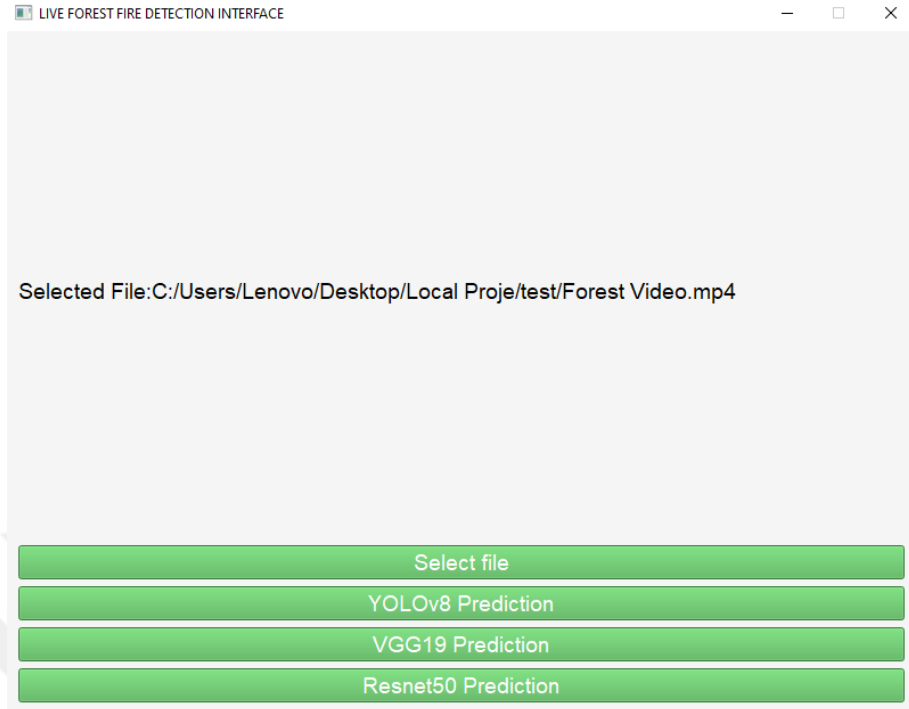 LIVE FOREST FIRE DETECTION INTERFACE
Selected File:C:/Users/Lenovo/Desktop/Local Proje/test/Forest Video.mp4
Select file
YOLOv8 Prediction
VGG19 Prediction
Resnet50 Prediction